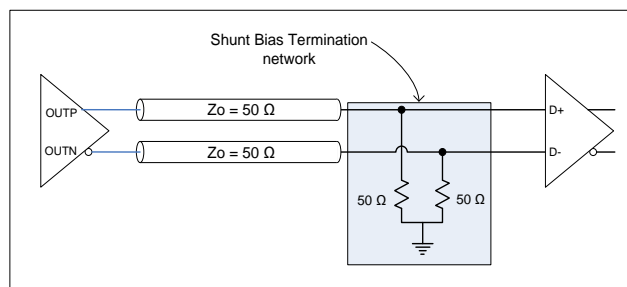 Shunt Bias Termination
network
OUTP
Zo = 50 Ω
D+
OUTN
Zo = 50 Ω
D-
50 Ω
50 Ω